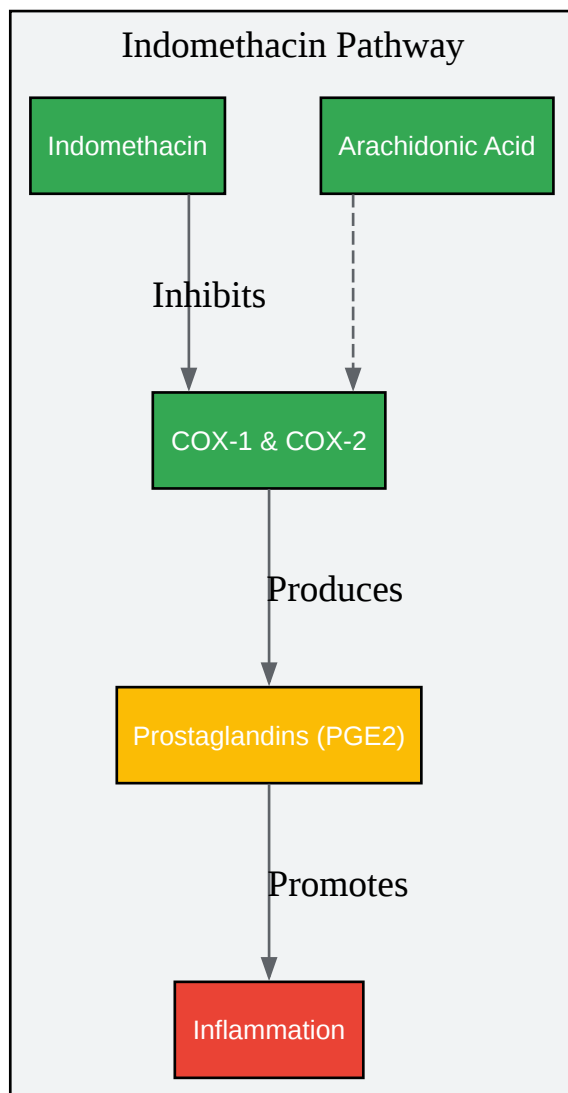 Indomethacin Pathway
Indomethacin
Arachidonic Acid
Inhibits
COX-1 & COX-2
Produces
Prostaglandins (PGE2)
Promotes
Inflammation